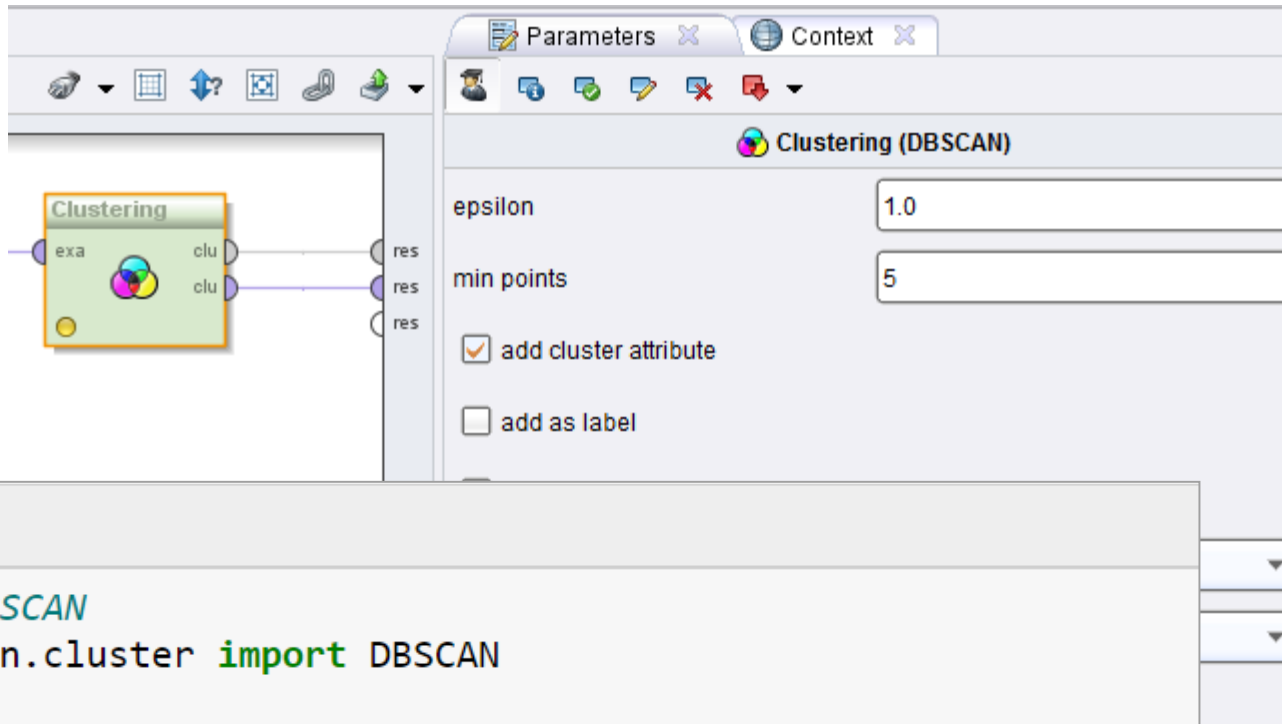 Parameters Context
Clustering (DBSCAN)
Clustering
exa clu res
clu res
res
epsilon 1.0
min points 5
add cluster attribute
add as label
SCAN
n.cluster import DBSCAN